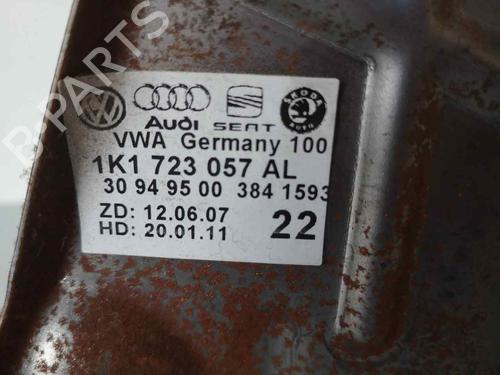 Audi SEAT ŠKODA
AUTO
VWA Germany 100
1K1 723 057 AL
30 94 95 00 384 1593
ZD: 12.06.07
HD: 20.01.11 22
B-PARTS